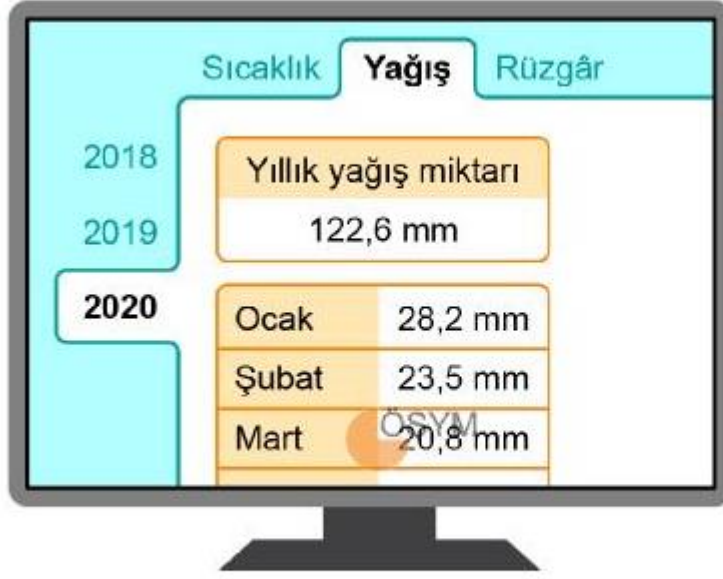 Sıcaklık Yağış Rüzgâr
2018
2019
2020
Yıllık yağış miktarı
122,6 mm
Ocak 28,2 mm
Şubat 23,5 mm
Mart 20,8 mm
ÖSYM